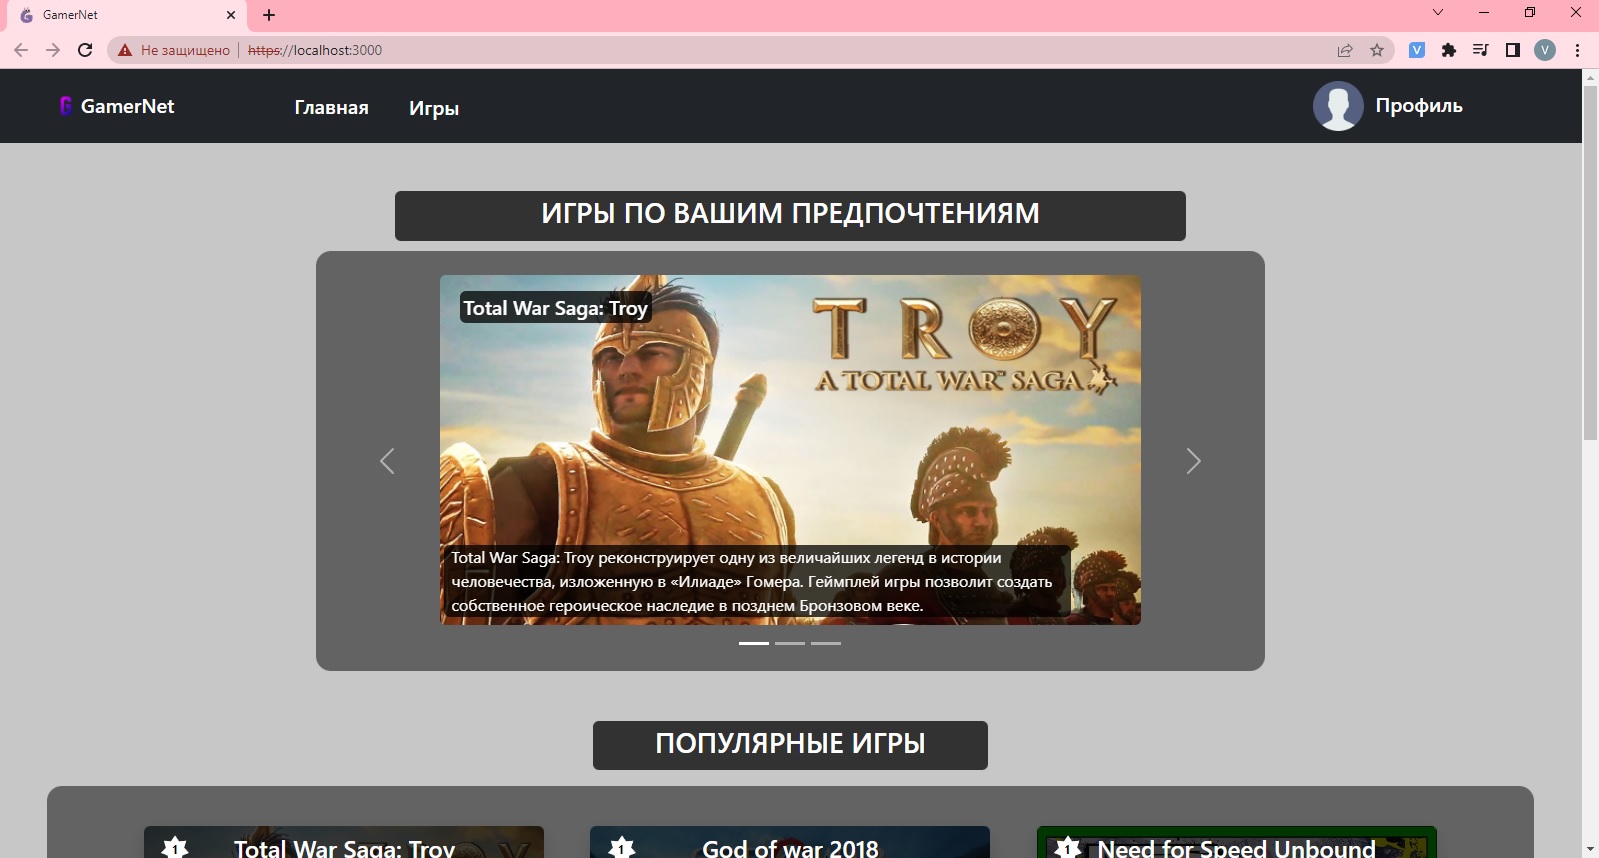 GamerNet
Не защищено https://localhost:3000
V
V
GamerNet
Главная
Игры
Профиль
ИГРЫ ПО ВАШИМ ПРЕДПОЧТЕНИЯМ
Total War Saga: Troy
TROY
A TOTAL WAR SAGA
Total War Saga: Troy реконструирует одну из величайших легенд в истории
человечества, изложенную в «Илиаде» Гомера. Геймплей игры позволит создать
собственное героическое наследие в позднем Бронзовом веке.
ПОПУЛЯРНЫЕ ИГРЫ
1 Total War Saga: Troy
1 God of war 2018
1 Need for Speed Unbound